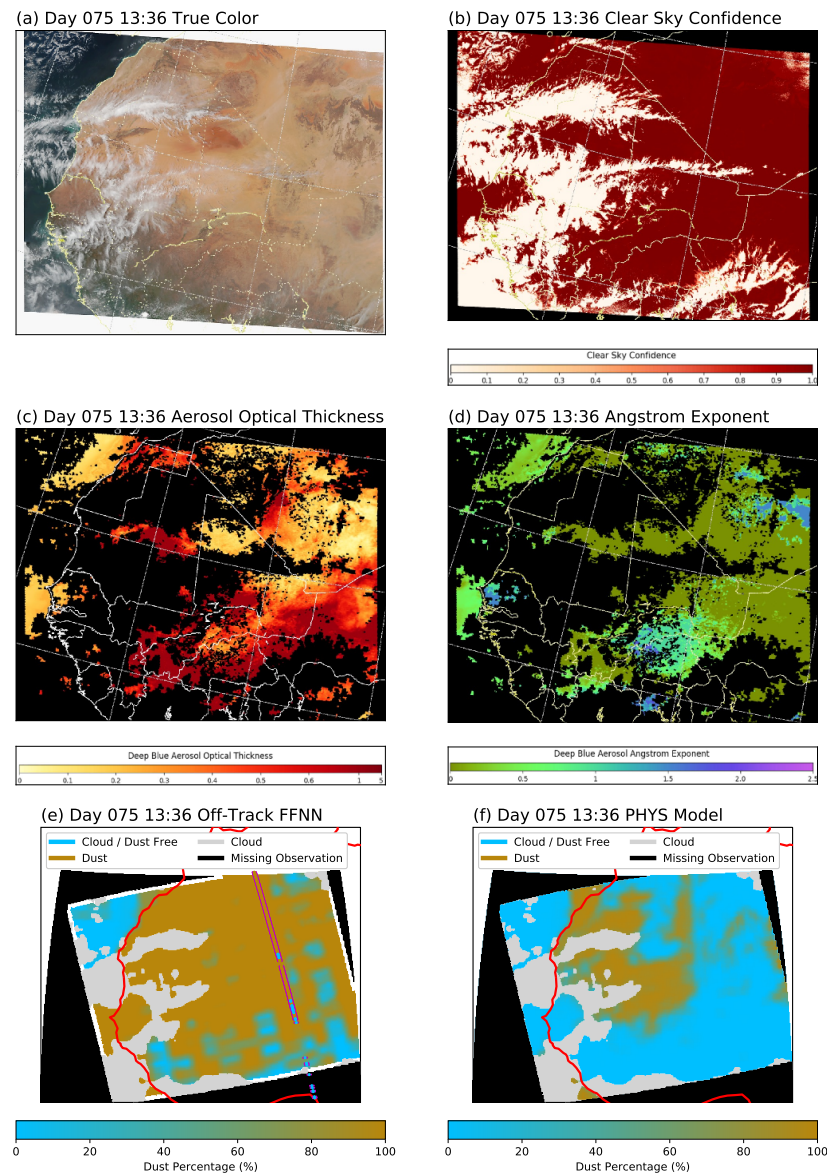 (a) Day 075 13:36 True Color
(b) Day 075 13:36 Clear Sky Confidence
Clear Sky Confidence
0 0.1 0.2 0.3 0.4 0.5 0.6 0.7 0.8 0.9 1.0
(c) Day 075 13:36 Aerosol Optical Thickness
(d) Day 075 13:36 Angstrom Exponent
Deep Blue Aerosol Optical Thickness
0 0.1 0.2 0.3 0.4 0.5 0.6 1 5
Deep Blue Aerosol Angstrom Exponent
0 0.5 1 1.5 2.0 2.5
(e) Day 075 13:36 Off-Track FFNN
Cloud / Dust Free
Cloud
Dust
Missing Observation
0 20 40 60 80 100
Dust Percentage (%)
(f) Day 075 13:36 PHYS Model
Cloud / Dust Free
Cloud
Dust
Missing Observation
0 20 40 60 80 100
Dust Percentage (%)